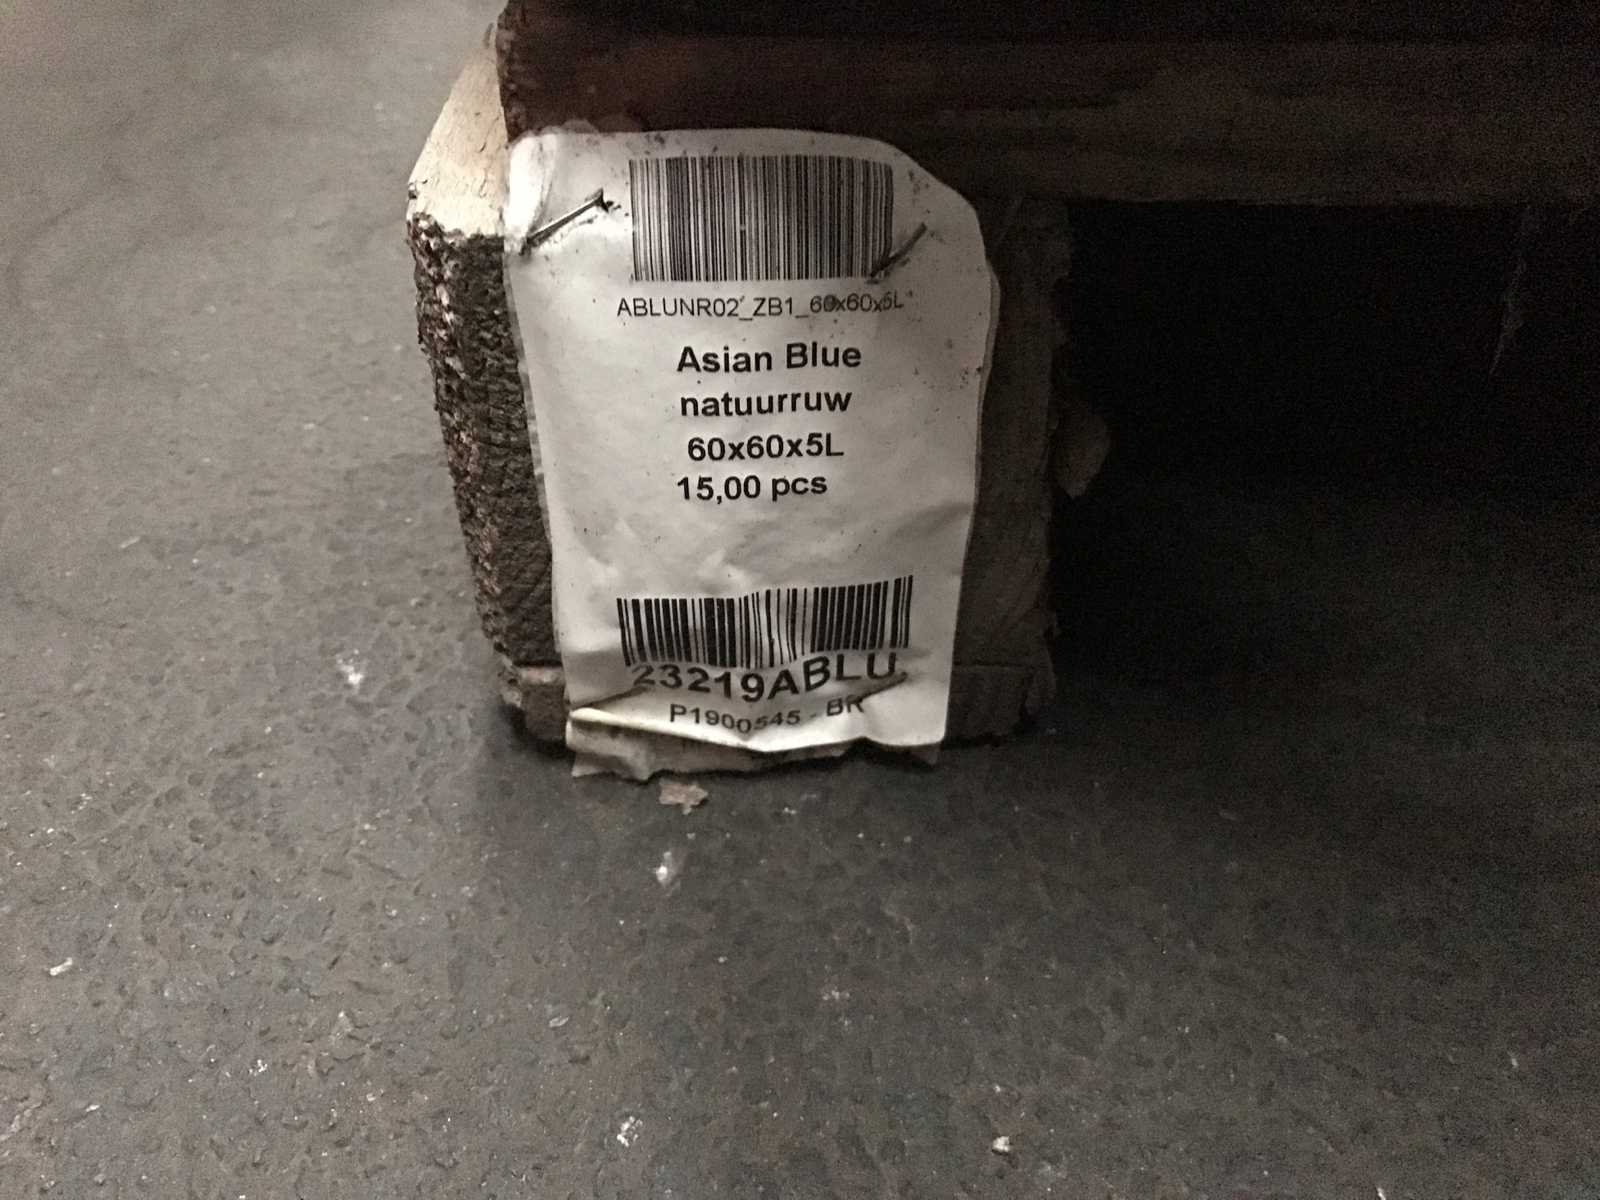 ABLUNR02_ZB1_60x60x5L
Asian Blue
natuurruw
60x60x5L
15,00 pcs
23219ABLU
P1900545 - BR